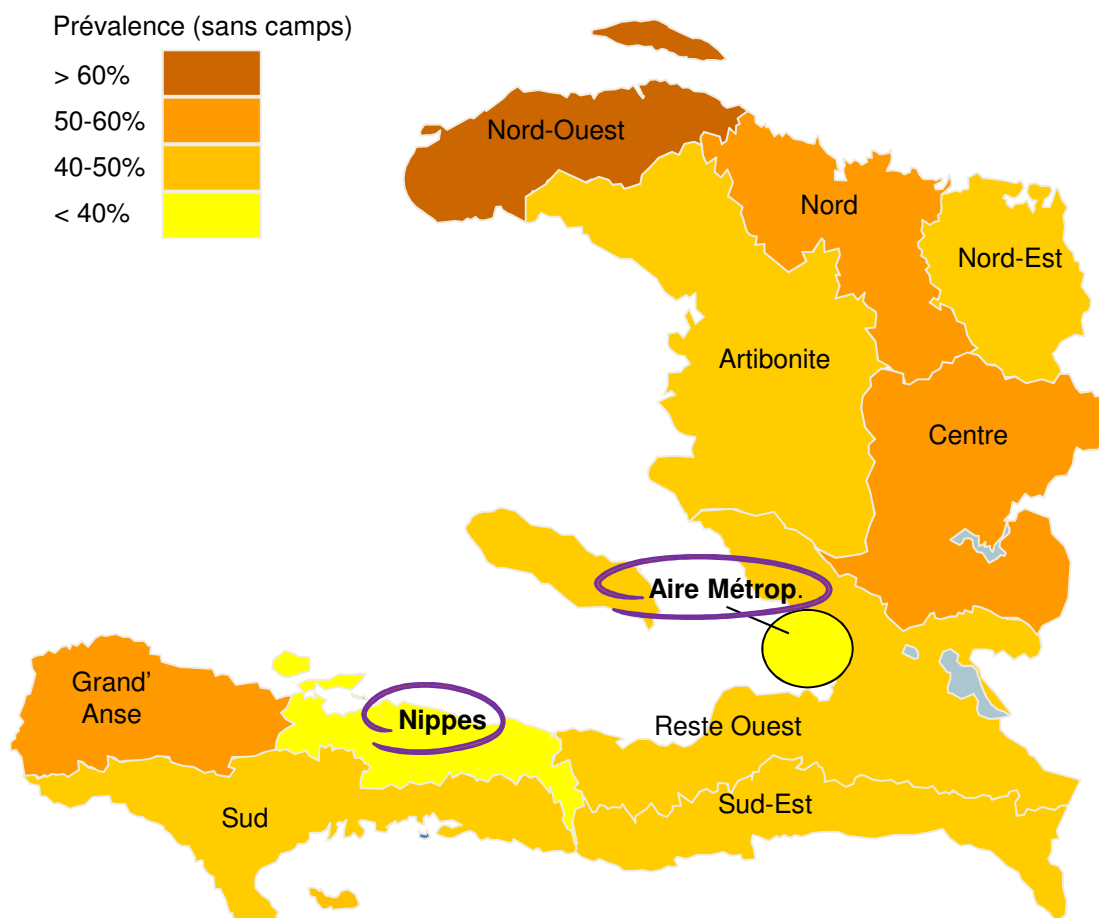 Prévalence (sans camps)
> 60%
50-60%
40-50%
< 40%
Nord-Ouest
Nord
Nord-Est
Artibonite
Centre
Aire Métrop.
Grand'
Anse
Nippes
Reste Ouest
Sud-Est
Sud